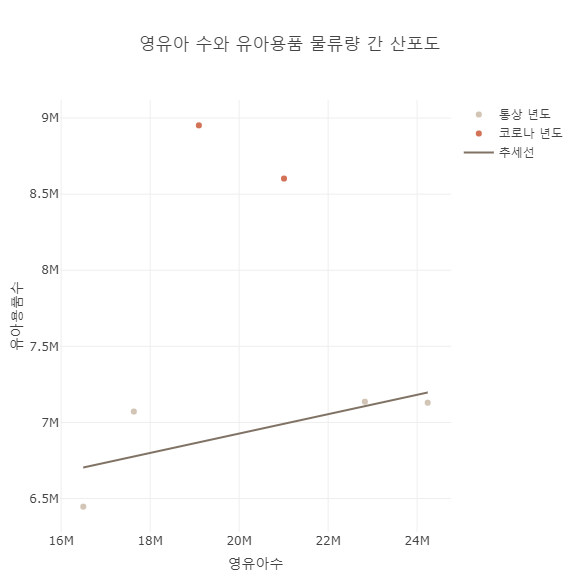 영유아 수와 유아용품 물류량 간 산포도
통상 년도
코로나 년도
추세선
9M
8.5M
8M
7.5M
7M
6.5M
유아용품수
16M
18M
20M
22M
24M
영유아수